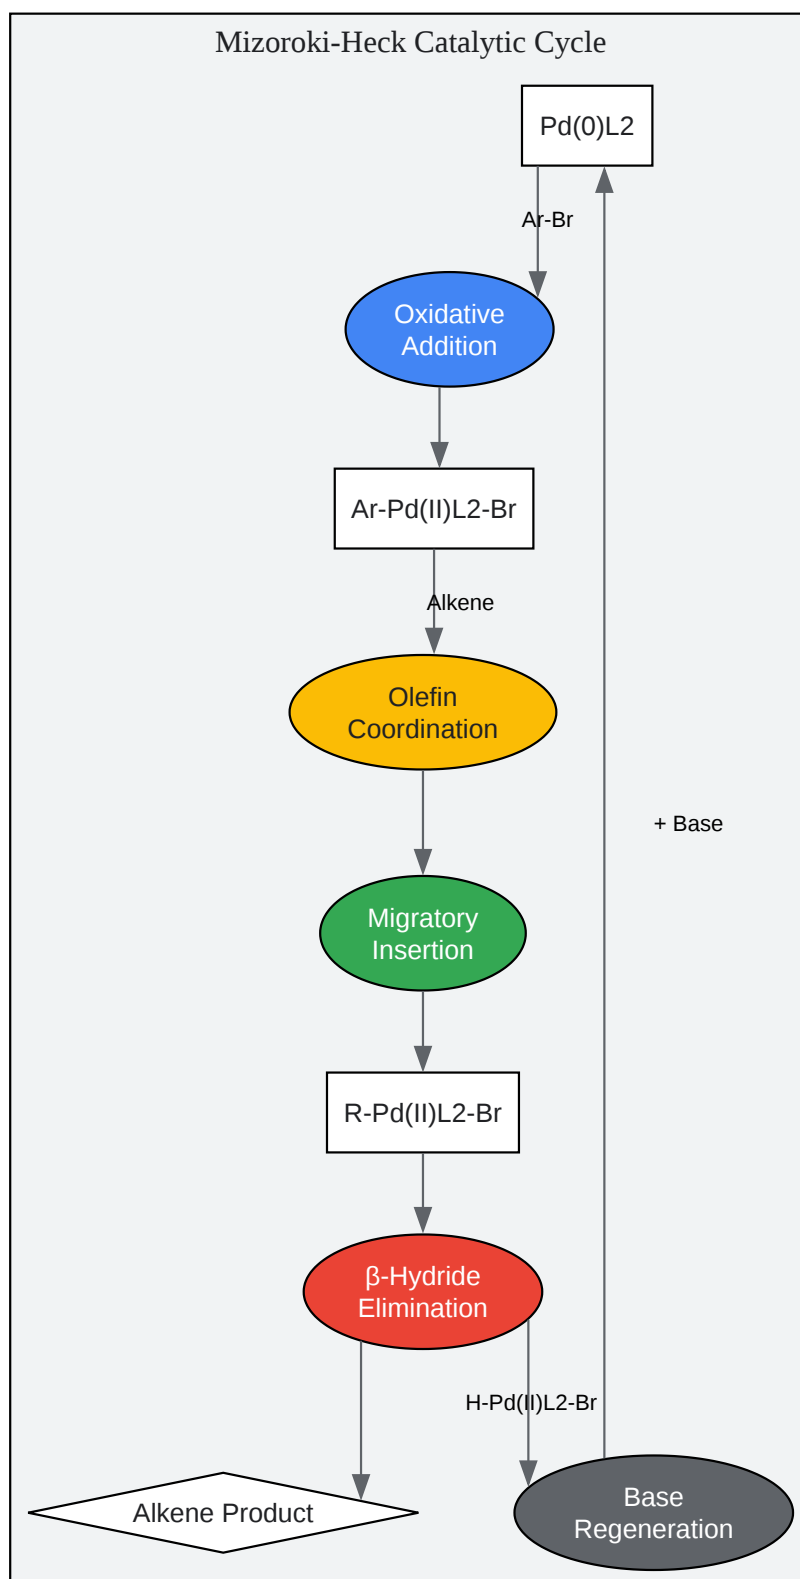 Mizoroki-Heck Catalytic Cycle
Pd(0)L2
Ar-Br
Oxidative
Addition
Ar-Pd(II)L2-Br
Alkene
Olefin
Coordination
+ Base
Migratory
Insertion
R-Pd(II)L2-Br
β-Hydride
Elimination
H-Pd(II)L2-Br
Alkene Product
Base
Regeneration